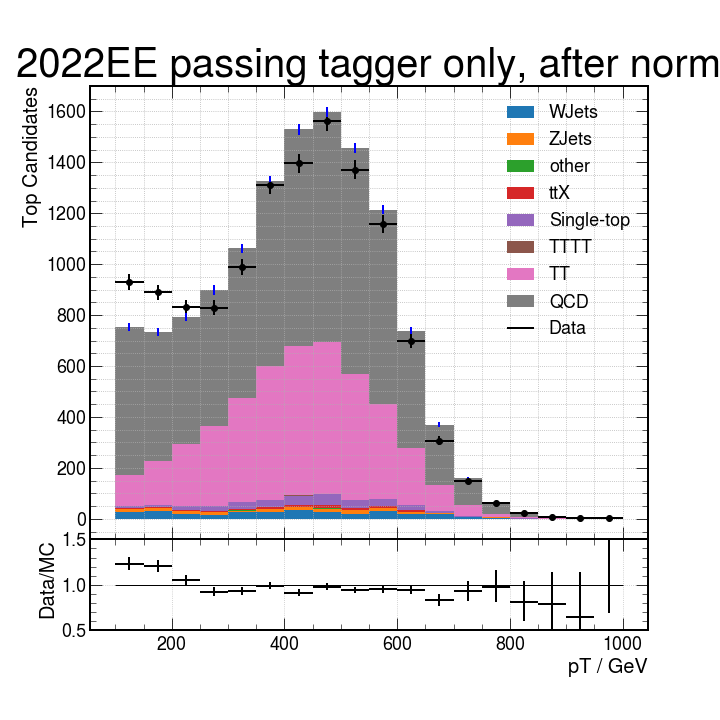 2022EE passing tagger only, after norm
Top Candidates
1600
1400
1200
1000
800
600
400
200
0
WJets
ZJets
other
ttX
Single-top
TTTT
TT
QCD
Data
Data/MC
1.5
1.0
0.5
200 400 600 800 1000
pT / GeV